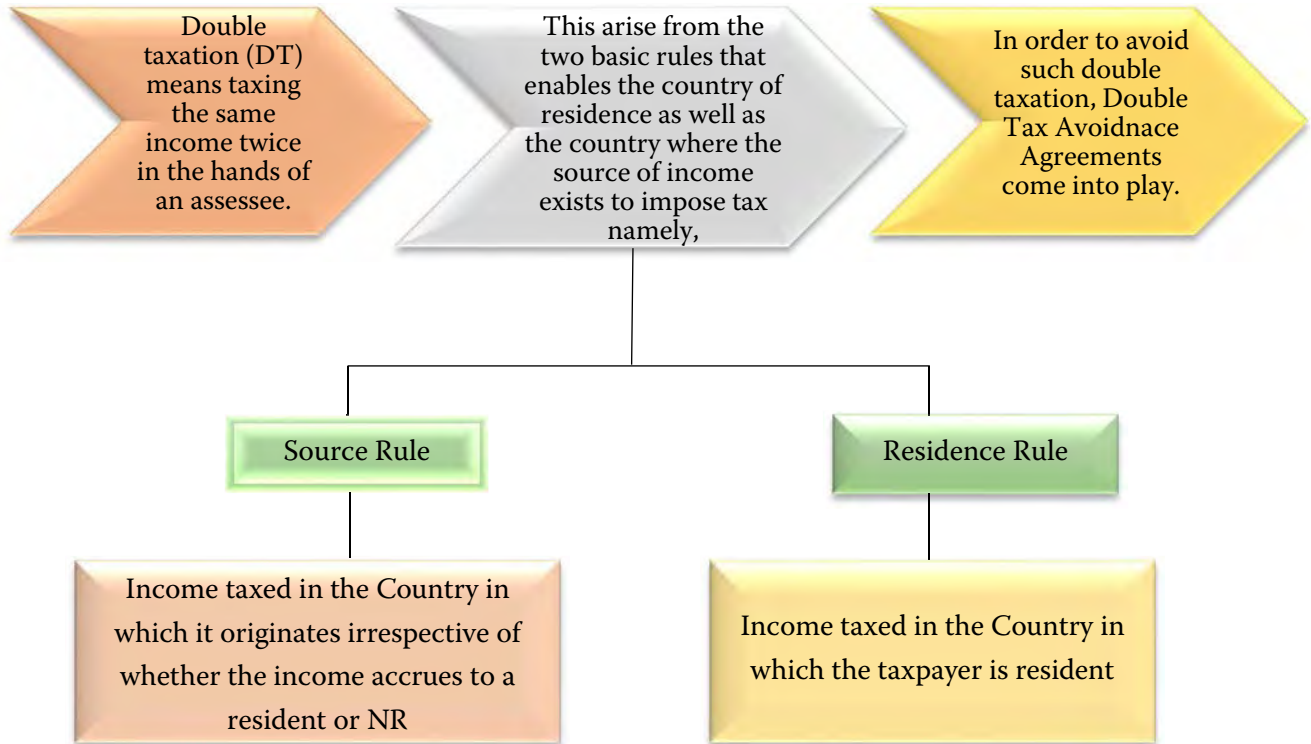 Double
taxation (DT)
means taxing
the same
income twice
in the hands of
an assessee.
This arise from the
two basic rules that
enables the country of
residence as well as
the country where the
source of income
exists to impose tax
namely,
In order to avoid
such double
taxation, Double
Tax Avoidnace
Agreements
come into play.
Source Rule
Residence Rule
Income taxed in the Country in
which it originates irrespective of
whether the income accrues to a
resident or NR
Income taxed in the Country in
which the taxpayer is resident